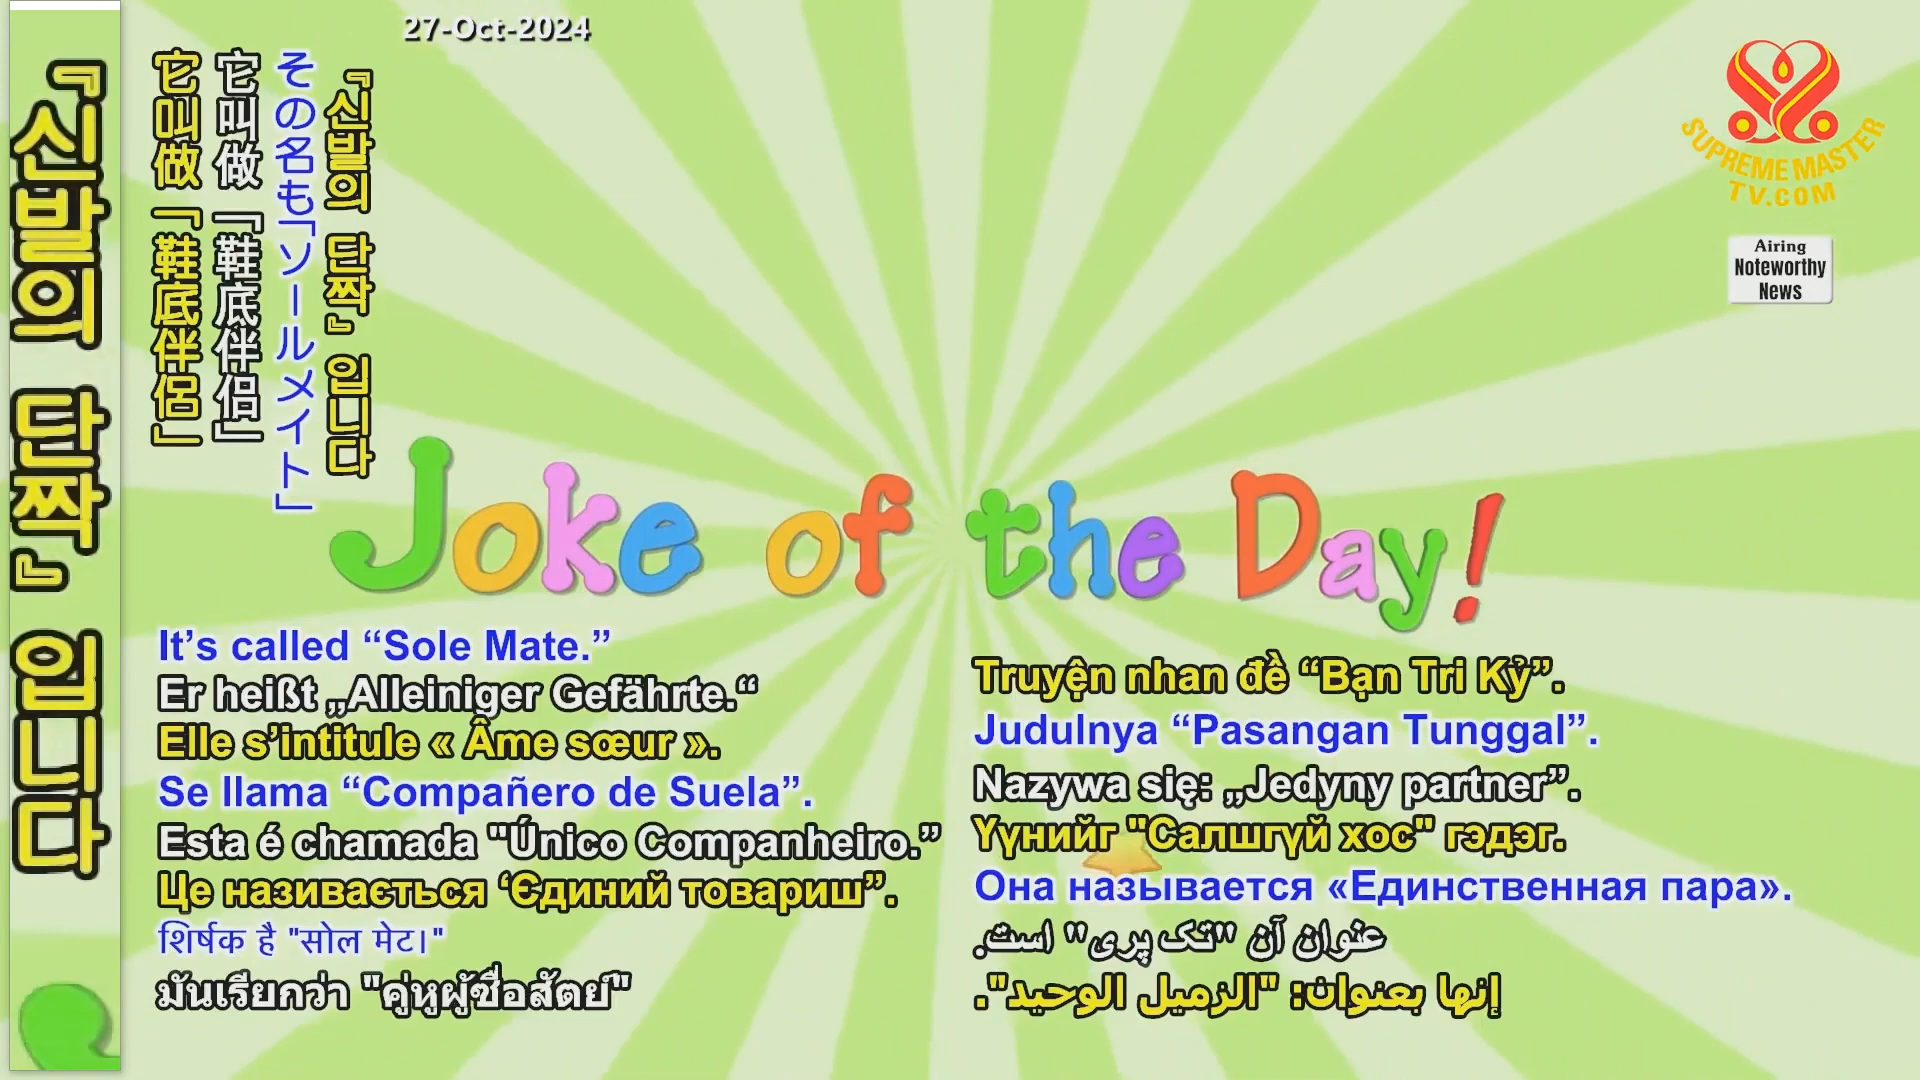 27-Oct-2024
『신발의 단짝』입니다
它叫做「鞋底伴侶」
它叫做「鞋底伴侣」
その名も「ソールメイト」
『신발의 단짝』입니다
SUPREME MASTER
TV.COM
Airing
Noteworthy
News
Joke of the Day!
It’s called “Sole Mate.”
Er heißt „Alleiniger Gefährte.“
Elle s’intitule « Âme sœur ».
Se llama “Compañero de Suela”.
Esta é chamada "Único Companheiro.”
Це називається ‘Єдиний товариш”.
शिर्षक है "सोल मेट।"
มันเรียกว่า "คู่หูผู้ซื่อสัตย์"
Truyện nhan đề “Bạn Tri Kỷ”.
Judulnya “Pasangan Tunggal”.
Nazywa się: „Jedyny partner”.
Үүнийг "Салшгүй хос" гэдэг.
Она называется «Единственная пара».
عنوان آن "تک پری" است.
إنها بعنوان: "الزميل الوحيد".